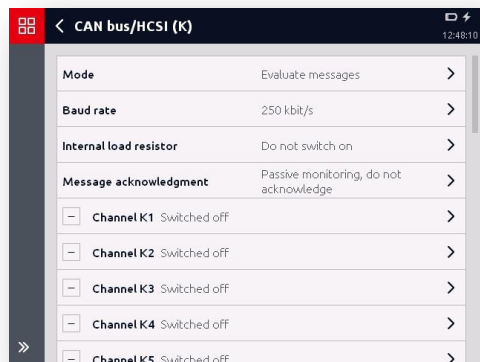 CAN bus/HCSI (K)
12:48:10
Mode Evaluate messages
Baud rate 250 kbit/s
Internal load resistor Do not switch on
Message acknowledgment Passive monitoring, do not
acknowledge
Channel K1 Switched off
Channel K2 Switched off
Channel K3 Switched off
Channel K4 Switched off
Channel K5 Switched off